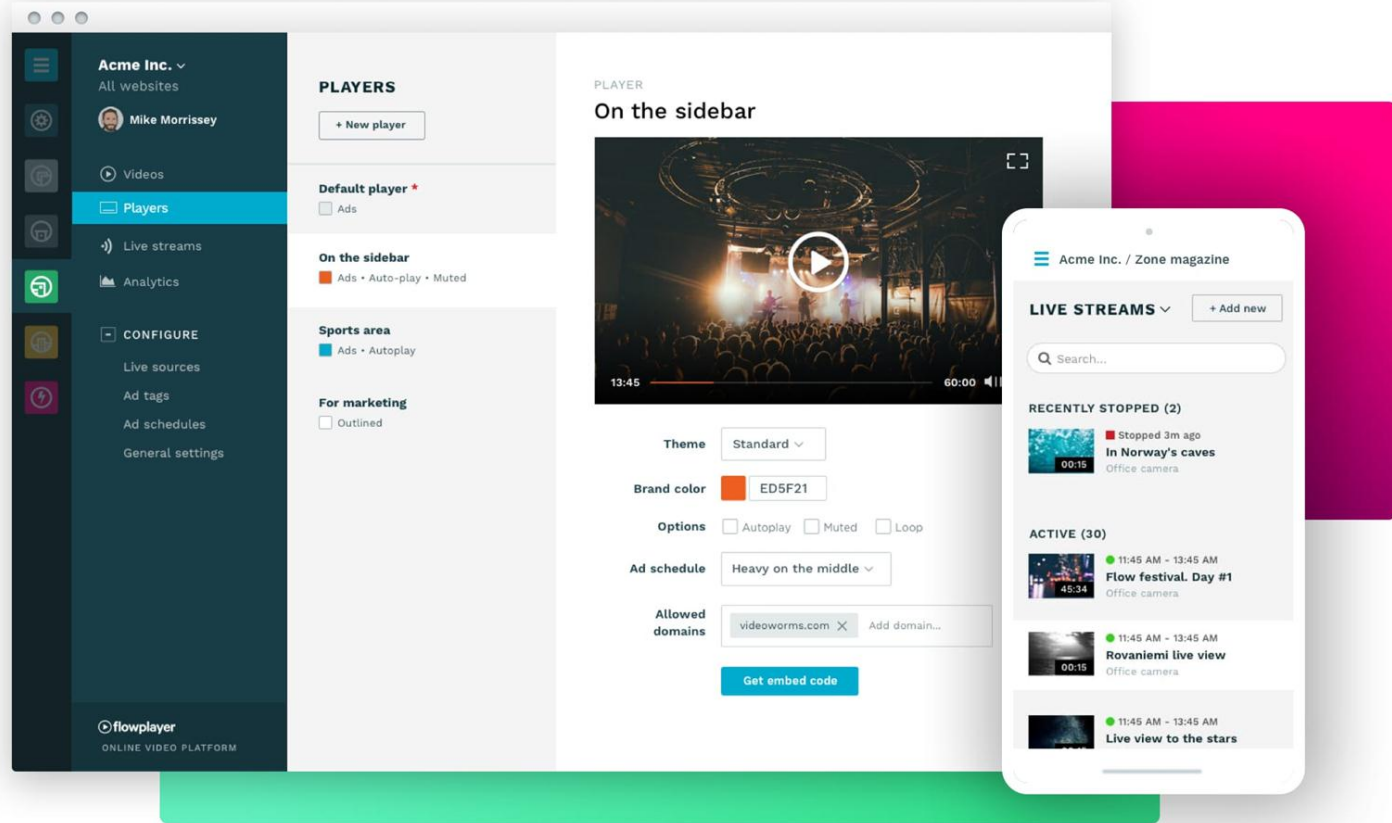 Acme Inc.
All websites
Mike Morrissey
Videos
Players
Live streams
Analytics
CONFIGURE
Live sources
Ad tags
Ad schedules
General settings
flowplayer
ONLINE VIDEO PLATFORM
PLAYERS
+ New player
Default player *
Ads
On the sidebar
Ads • Auto-play • Muted
Sports area
Ads • Autoplay
For marketing
Outlined
PLAYER
On the sidebar
13:45 60:00
Theme Standard
Brand color ED5F21
Options Autoplay Muted Loop
Ad schedule Heavy on the middle
Allowed
domains
videoworms.com Add domain...
Get embed code
Acme Inc. / Zone magazine
LIVE STREAMS + Add new
Search...
RECENTLY STOPPED (2)
Stopped 3m ago
In Norway's caves
00:15 Office camera
ACTIVE (30)
11:45 AM - 13:45 AM
Flow festival. Day #1
45:34 Office camera
11:45 AM - 13:45 AM
Rovaniemi live view
00:15 Office camera
11:45 AM - 13:45 AM
Live view to the stars